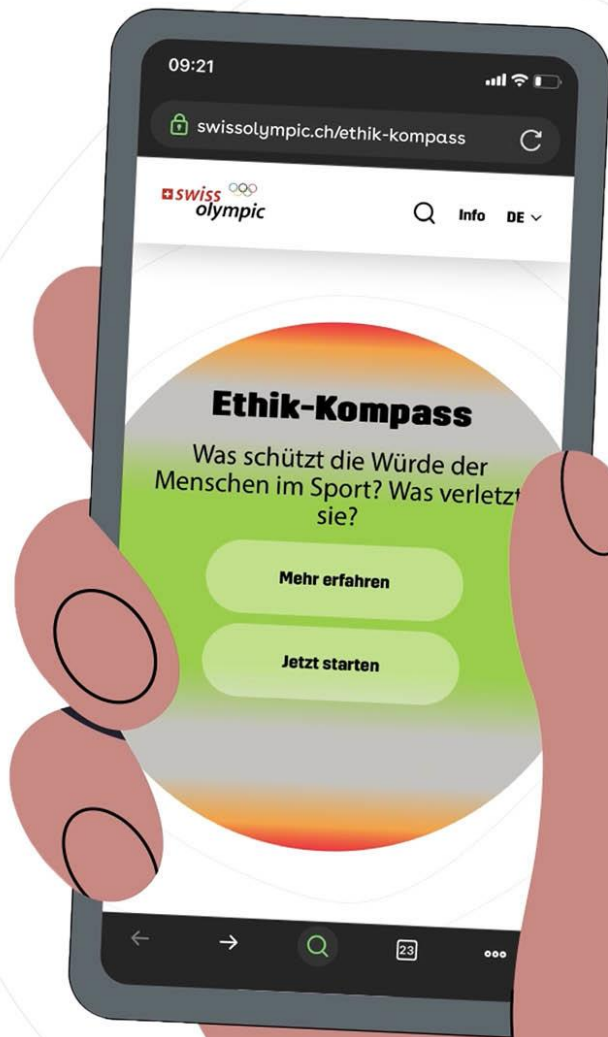 09:21
swissolympic.ch/ethik-kompass
swiss
olympic
Info DE
Ethik-Kompass
Was schützt die Würde der
Menschen im Sport? Was verletzt
sie?
Mehr erfahren
Jetzt starten
23